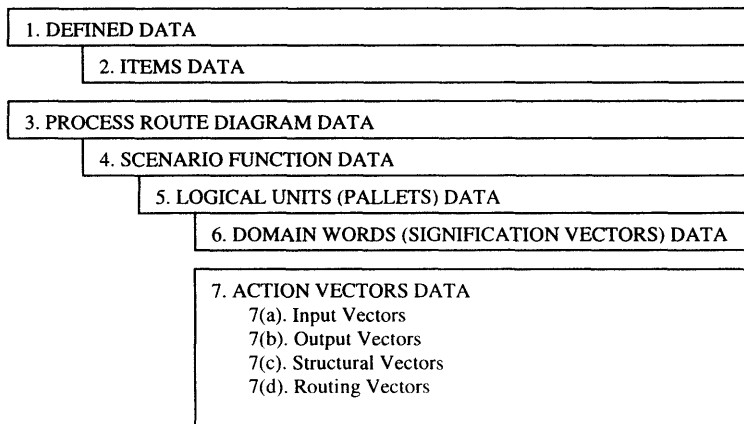 1. DEFINED DATA
2. ITEMS DATA
3. PROCESS ROUTE DIAGRAM DATA
4. SCENARIO FUNCTION DATA
5. LOGICAL UNITS (PALLETS) DATA
6. DOMAIN WORDS (SIGNIFICATION VECTORS) DATA
7. ACTION VECTORS DATA
7(a). Input Vectors
7(b). Output Vectors
7(c). Structural Vectors
7(d). Routing Vectors